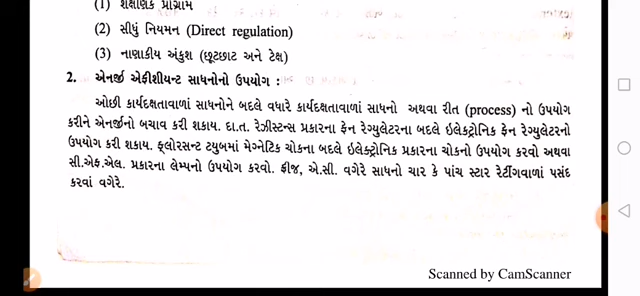 (1) શૈક્ષણિક પ્રોગ્રામ
(2) સીધું નિયમન (Direct regulation)
(3) નાણાકીય અંકુશ (છૂટછાટ અને ટેક્ષ)
2. એનર્જી એફીશીયન્ટ સાધનોનો ઉપયોગ :
ઓછી કાર્યદક્ષતાવાળાં સાધનોને બદલે વધારે કાર્યદક્ષતાવાળાં સાધનો અથવા રીત (process) નો ઉપયોગ
કરીને એનર્જીનો બચાવ કરી શકાય. દા.ત. રેઝીસ્ટન્સ પ્રકારના ફેન રેગ્યુલેટરના બદલે ઇલેક્ટ્રોનિક ફેન રેગ્યુલેટરનો
ઉપયોગ કરી શકાય. ફ્લોરસન્ટ ટયુબમાં મેગ્નેટિક ચોકના બદલે ઇલેક્ટ્રોનિક પ્રકારના ચોકનો ઉપયોગ કરવો અથવા
સી.એફ.એલ. પ્રકારના લેમ્પનો ઉપયોગ કરવો. ફ્રીજ, એ.સી. વગેરે સાધનો ચાર કે પાંચ સ્ટાર રેટીંગવાળાં પસંદ
કરવાં વગેરે.
Scanned by CamScanner